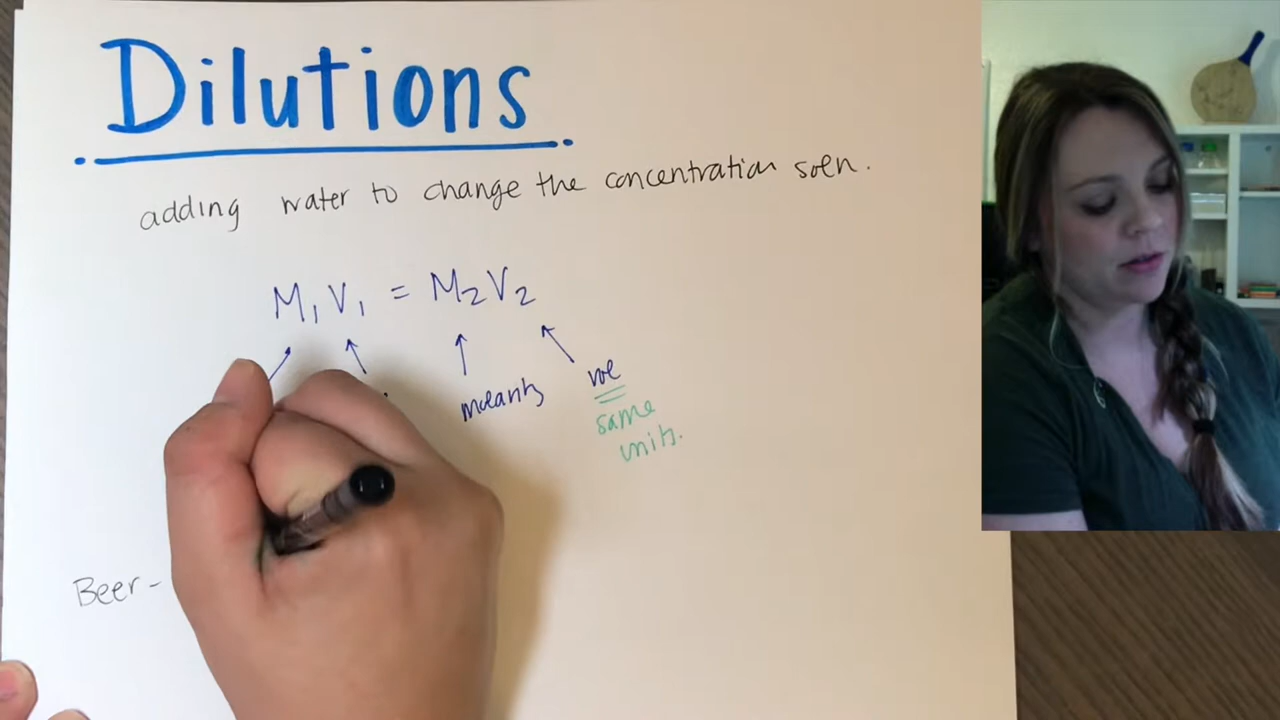 Dilutions
adding water to change the concentration soln.
M₁V₁ = M₂V₂
molarity
vol
same
units.
Beer-